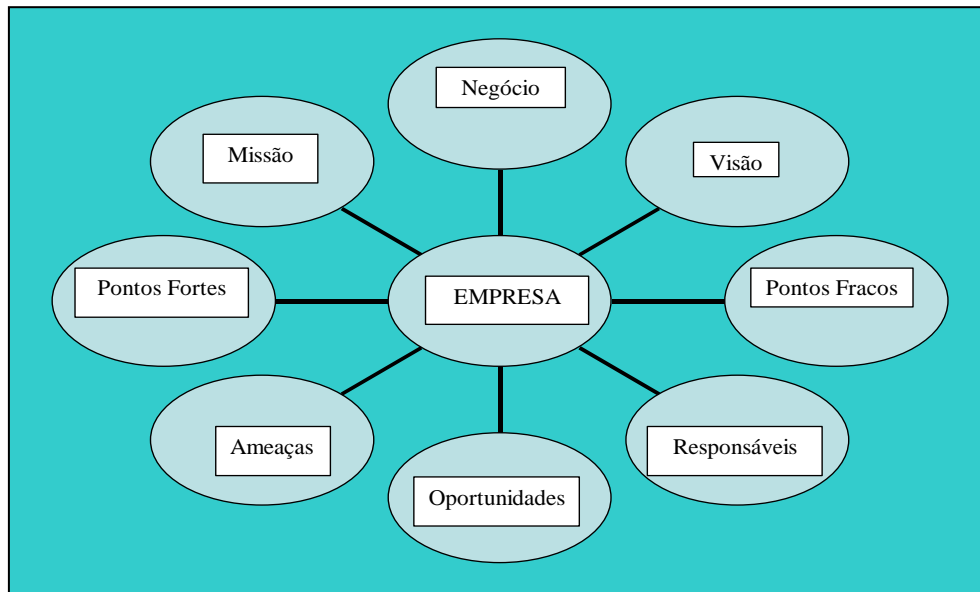 Negócio
Missão
Visão
Pontos Fortes
EMPRESA
Pontos Fracos
Ameaças
Responsáveis
Oportunidades